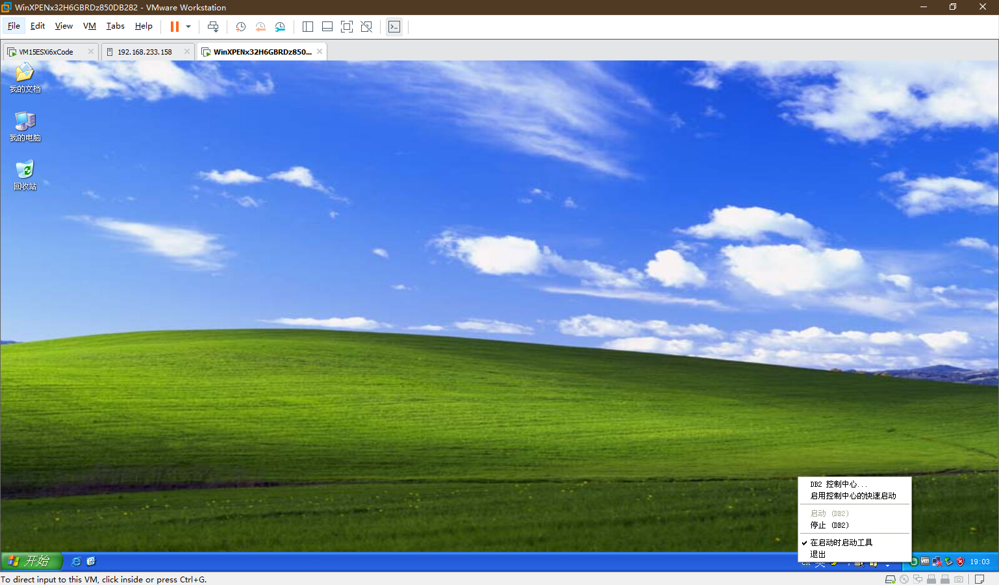 WinXPENx32H6GBRDz850DB282 - VMware Workstation
File Edit View VM Tabs Help
VM15ESXi6xCode
192.168.233.158
WinXPENx32H6GBRDz850...
我的文档
我的电脑
回收站
DB2 控制中心...
启用控制中心的快速启动
启动 (DB2)
停止 (DB2)
在启动时启动工具
退出
开始
19:03
To direct input to this VM, click inside or press Ctrl+G.